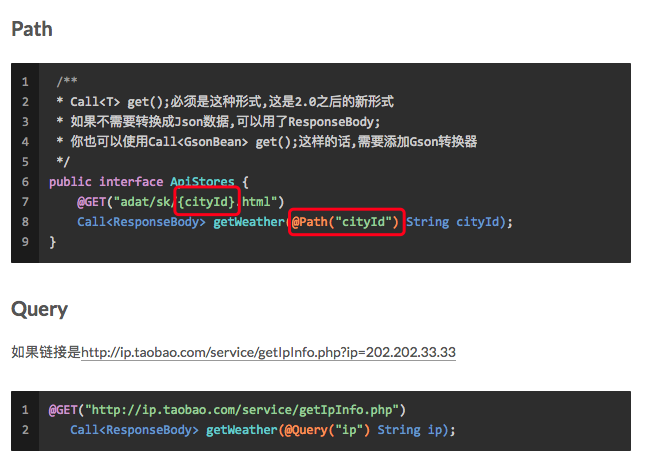 Path
1 /**
2 * Call<T> get();必须是这种形式,这是2.0之后的新形式
3 * 如果不需要转换成Json数据,可以用了ResponseBody;
4 * 你也可以使用Call<GsonBean> get();这样的话,需要添加Gson转换器
5 */
6 public interface ApiStores {
7 @GET("adat/sk/{cityId}.html")
8 Call<ResponseBody> getWeather(@Path("cityId") String cityId);
9 }
Query
如果链接是http://ip.taobao.com/service/getIpInfo.php?ip=202.202.33.33
1 @GET("http://ip.taobao.com/service/getIpInfo.php")
2 Call<ResponseBody> getWeather(@Query("ip") String ip);